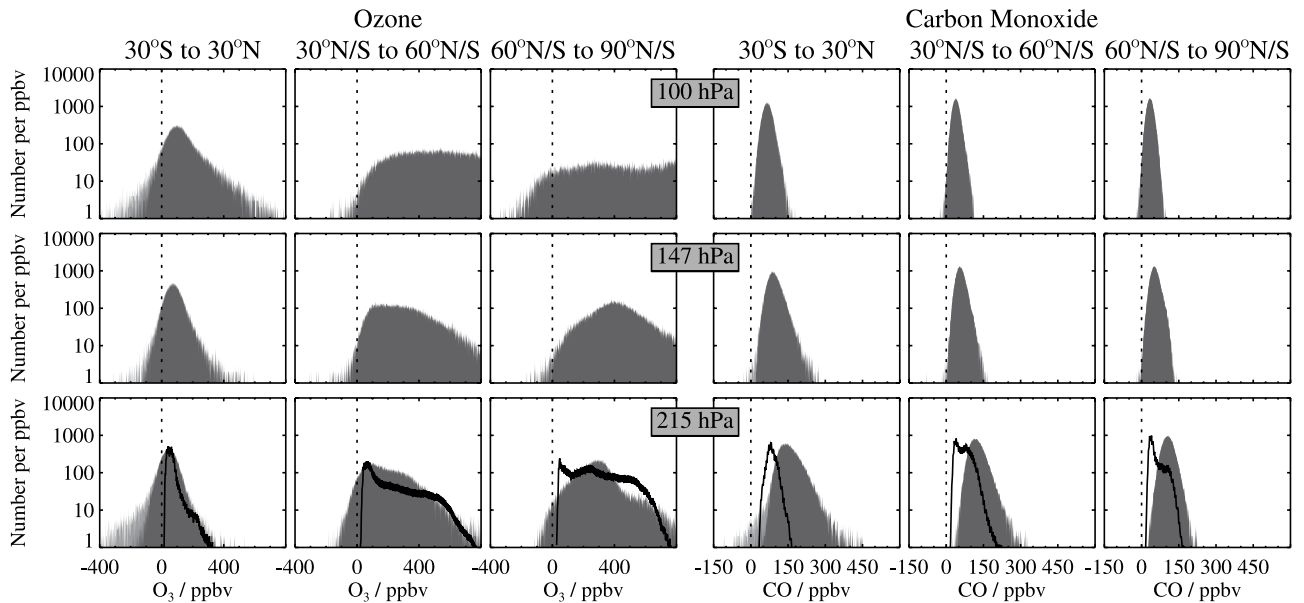 Ozone Carbon Monoxide
30°S to 30°N 30°N/S to 60°N/S 60°N/S to 90°N/S 30°S to 30°N 30°N/S to 60°N/S 60°N/S to 90°N/S
100 hPa
Number per ppbv
10000
1000
100
10
1
147 hPa
Number per ppbv
10000
1000
100
10
1
215 hPa
Number per ppbv
10000
1000
100
10
1
-400 0 400 -400 0 400 -400 0 400 -150 0 150 300 450 -150 0 150 300 450 -150 0 150 300 450
O3 / ppbv O3 / ppbv O3 / ppbv CO / ppbv CO / ppbv CO / ppbv